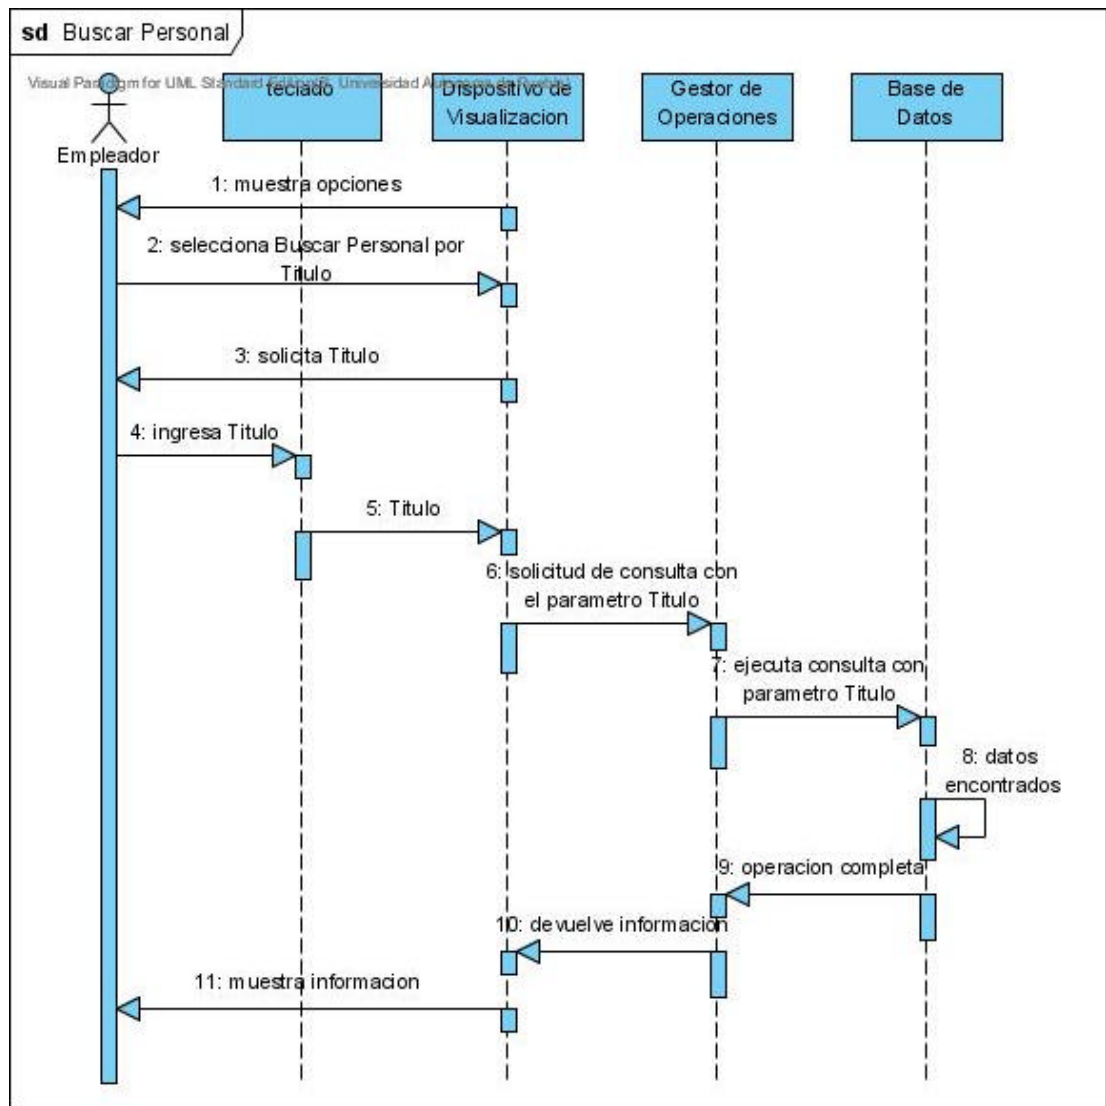 sd Buscar Personal
Visual Paradigm for UML Standard Edition
Universidad
de
teclado
Dispositivo de
Visualizacion
Gestor de
Operaciones
Base de
Datos
Empleador
1: muestra opciones
2: selecciona Buscar Personal por
Titulo
3: solicita Titulo
4: ingresa Titulo
5: Titulo
6: solicitud de consulta con
el parametro Titulo
7: ejecuta consulta con
parametro Titulo
8: datos
encontrados
9: operacion completa
10: devuelve información
11: muestra informacion